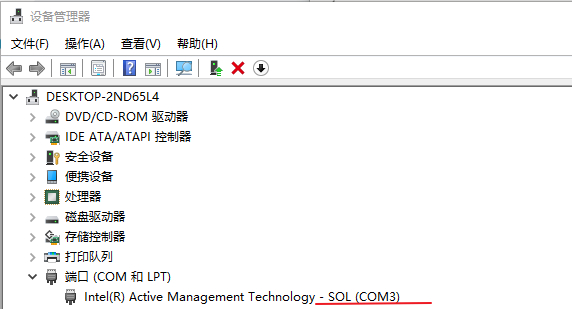 设备管理器
文件(F) 操作(A) 查看(V) 帮助(H)
DESKTOP-2ND65L4
DVD/CD-ROM 驱动器
IDE ATA/ATAPI 控制器
安全设备
便携设备
处理器
磁盘驱动器
存储控制器
打印队列
端口 (COM 和 LPT)
Intel(R) Active Management Technology - SOL (COM3)